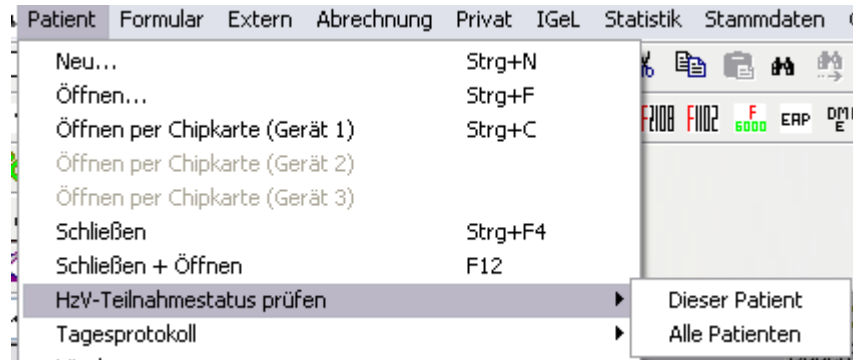 Patient Formular Extern Abrechnung Privat IGeL Statistik Stammdaten
Neu... Strg+N
Öffnen... Strg+F
Öffnen per Chipkarte (Gerät 1) Strg+C
F2108 F1102 F 6000 EAP DM E
Öffnen per Chipkarte (Gerät 2)
Öffnen per Chipkarte (Gerät 3)
Schließen Strg+F4
Schließen + Öffnen F12
HzV-Teilnahmestatus prüfen Dieser Patient
Tagesprotokoll Alle Patienten